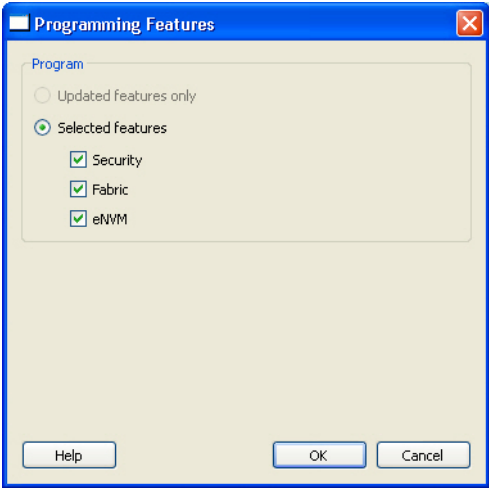 Programming Features
Program
Updated features only
Selected features
Security
Fabric
eNVM
Help
OK
Cancel